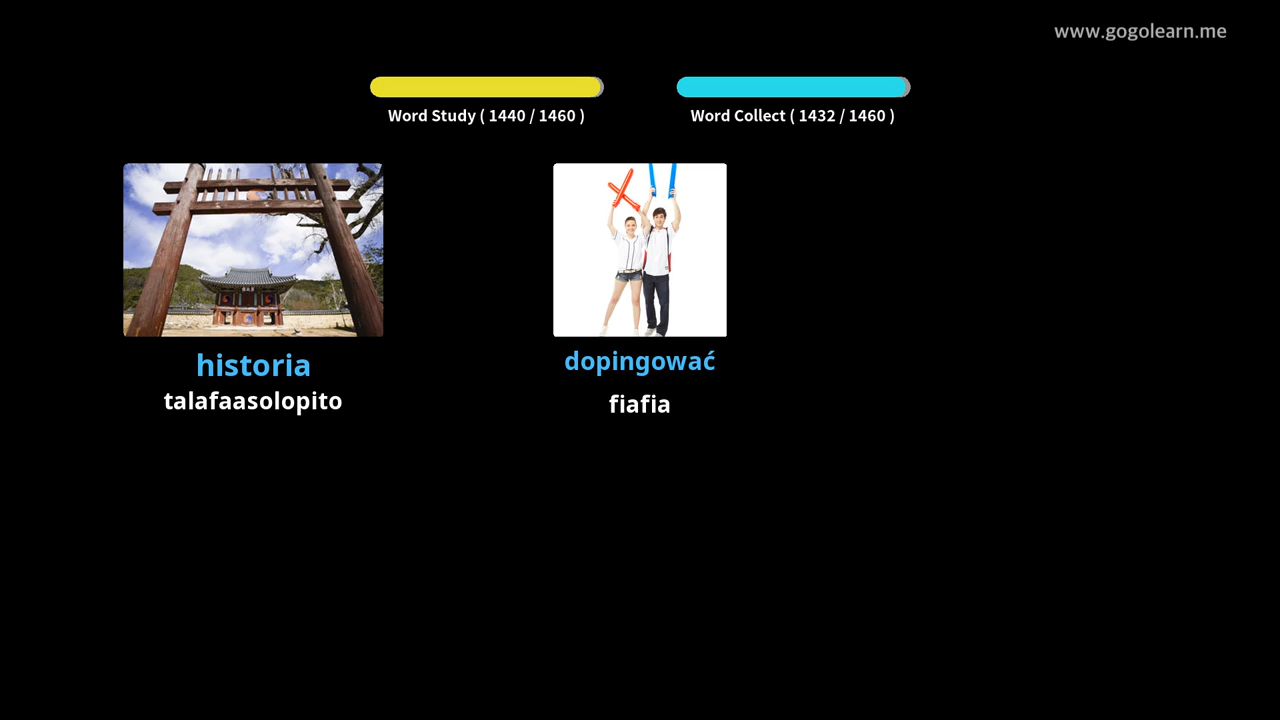 www.gogolearn.me
Word Study ( 1440 / 1460 )
Word Collect ( 1432 / 1460 )
historia
talafaasolopito
dopingować
fiafia